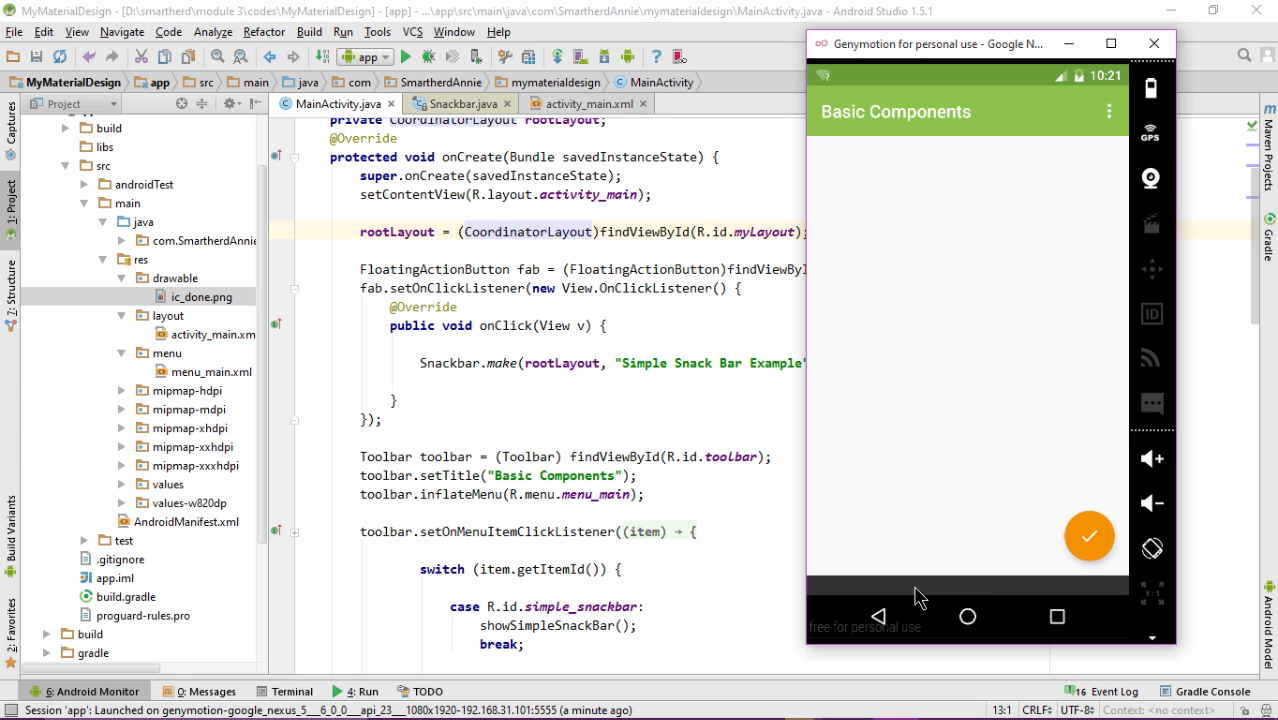 MyMaterialDesign - [D:\smartherd\module 3\codes\MyMaterialDesign] - [app] - ...\app\src\main\java\com\SmartherdAnnie\mymaterialdesign\MainActivity.java - Android Studio 1.5.1
File Edit View Navigate Code Analyze Refactor Build Run Tools VCS Window Help
app
MyMaterialDesign app src main java com SmartherdAnnie mymaterialdesign MainActivity
Project
MainActivity.java Snackbar.java activity_main.xml
Captures
1: Project
7: Structure
Build Variants
2: Favorites
build
libs
src
androidTest
main
java
com.SmartherdAnnie
res
drawable
ic_done.png
layout
activity_main.xm
menu
menu_main.xml
mipmap-hdpi
mipmap-mdpi
mipmap-xhdpi
mipmap-xxhdpi
mipmap-xxxhdpi
values
values-w820dp
AndroidManifest.xml
test
.gitignore
app.iml
build.gradle
proguard-rules.pro
build
gradle
private CoordinatorLayout rootLayout;
@Override
protected void onCreate(Bundle savedInstanceState) {
super.onCreate(savedInstanceState);
setContentView(R.layout.activity_main);
rootLayout = (CoordinatorLayout)findViewById(R.id.myLayout);
FloatingActionButton fab = (FloatingActionButton)findViewByI
fab.setOnClickListener(new View.OnClickListener() {
@Override
public void onClick(View v) {
Snackbar.make(rootLayout, "Simple Snack Bar Example"
}
});
Toolbar toolbar = (Toolbar) findViewById(R.id.toolbar);
toolbar.setTitle("Basic Components");
toolbar.inflateMenu(R.menu.menu_main);
toolbar.setOnMenuItemClickListener((item) → {
switch (item.getItemId()) {
case R.id.simple_snackbar:
showSimpleSnackBar();
break;
Genymotion for personal use - Google N...
10:21
Basic Components
free for personal use
GPS
ID
1:1
Maven Projects
Gradle
Android Model
6: Android Monitor 0: Messages Terminal 4: Run TODO
16 Event Log Gradle Console
Session 'app': Launched on genymotion-google_nexus_5___6_0_0___api_23___1080x1920-192.168.31.101:5555 (a minute ago)
13:1 CRLF÷ UTF-8÷ Context: <no context>